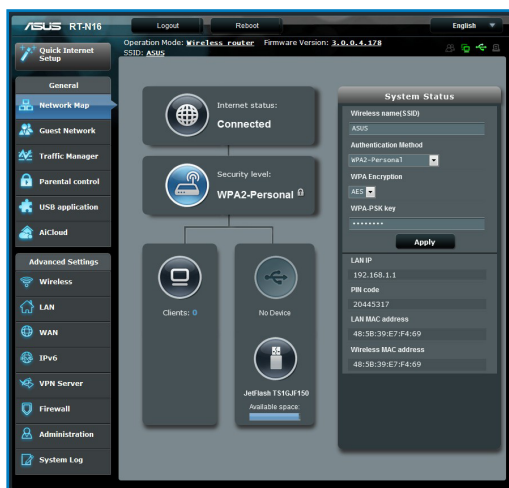 ASUS RT-N16
Logout
Reboot
English
Quick Internet Setup
Operation Mode: Wireless router Firmware Version: 3.0.0.4.178
SSID: ASUS
General
Network Map
Guest Network
Traffic Manager
Parental control
USB application
AiCloud
Advanced Settings
Wireless
LAN
WAN
IPv6
VPN Server
Firewall
Administration
System Log
Internet status:
Connected
Security level:
WPA2-Personal
Clients: 0
No Device
JetFlash TS1GJF150
Available space:
System Status
Wireless name(SSID)
ASUS
Authentication Method
WPA2-Personal
WPA Encryption
AES
WPA-PSK key
••••••••
Apply
LAN IP
192.168.1.1
PIN code
20445317
LAN MAC address
48:5B:39:E7:F4:69
Wireless MAC address
48:5B:39:E7:F4:69